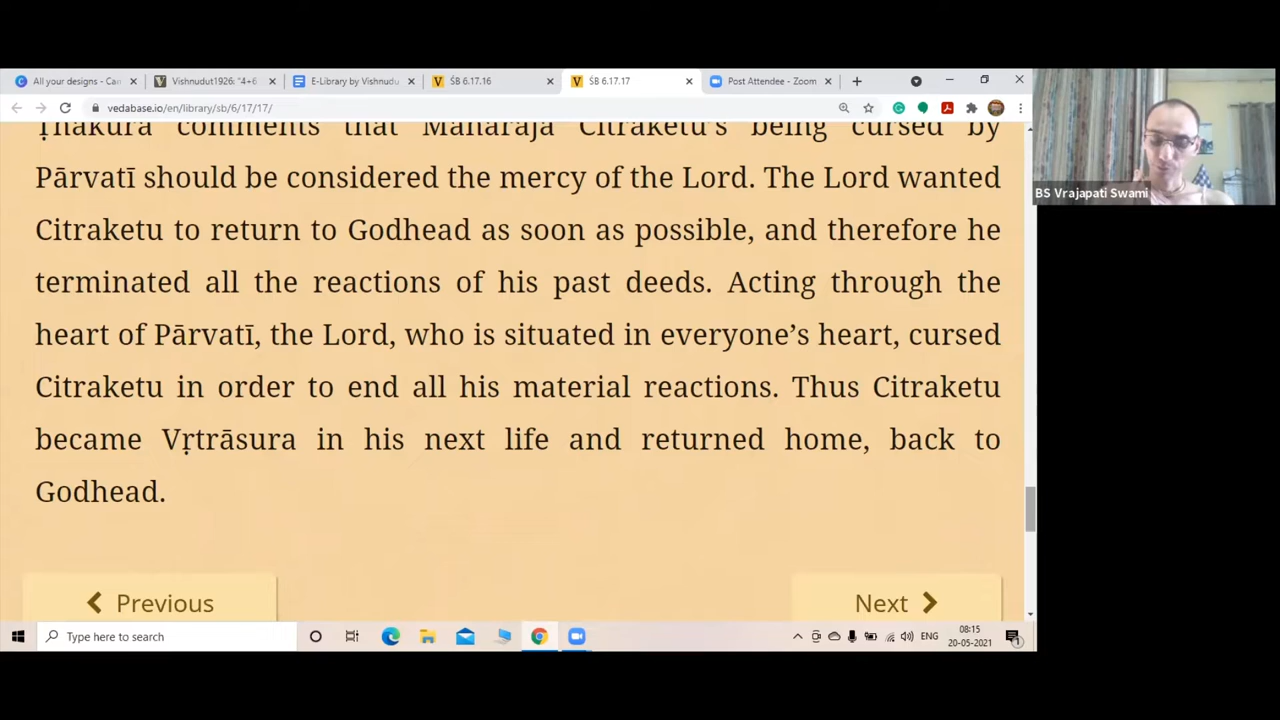 All your designs - Can
Vishnudut1926: "4+6
E-Library by Vishnudu
ŚB 6.17.16
ŚB 6.17.17
Post Attendee - Zoom
vedabase.io/en/library/sb/6/17/17/
Ṭhākura comments that Mahārāja Citraketu's being cursed by
Pārvatī should be considered the mercy of the Lord. The Lord wanted
Citraketu to return to Godhead as soon as possible, and therefore he
terminated all the reactions of his past deeds. Acting through the
heart of Pārvatī, the Lord, who is situated in everyone's heart, cursed
Citraketu in order to end all his material reactions. Thus Citraketu
became Vṛtrāsura in his next life and returned home, back to
Godhead.
Previous
Next
BS Vrajapati Swami
Type here to search
ENG
08:15
20-05-2021